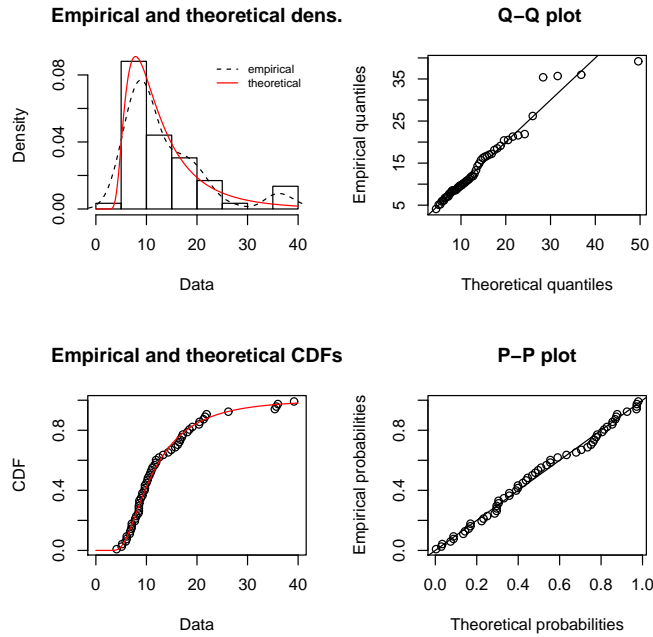 Empirical and theoretical dens.
Density
0.00
0.04
0.08
empirical
theoretical
0 10 20 30 40
Data
Q−Q plot
Empirical quantiles
5
15
25
35
10 20 30 40 50
Theoretical quantiles
Empirical and theoretical CDFs
CDF
0.0
0.4
0.8
0 10 20 30 40
Data
P−P plot
Empirical probabilities
0.0
0.4
0.8
0.0 0.2 0.4 0.6 0.8 1.0
Theoretical probabilities